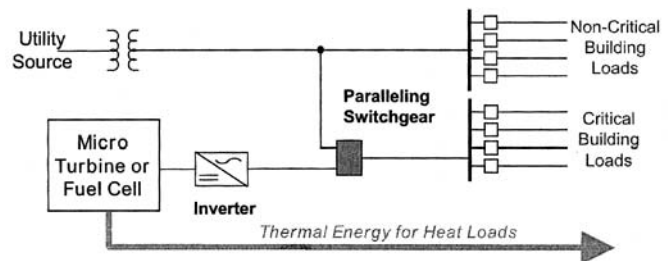 Utility
Source
Non-Critical
Building
Loads
Paralleling
Switchgear
Critical
Building
Loads
Micro
Turbine or
Fuel Cell
Inverter
Thermal Energy for Heat Loads